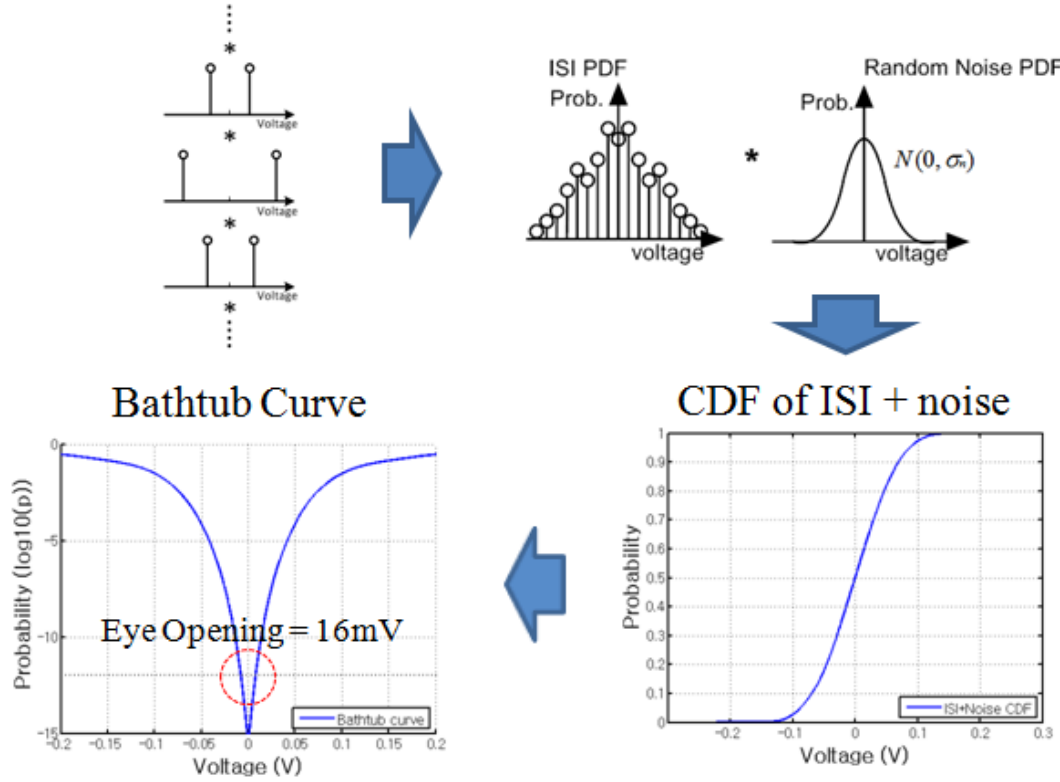 *
Voltage
*
Voltage
*
Voltage
*
ISI PDF
Prob.
voltage
*
Random Noise PDF
Prob.
N(0, σn)
voltage
Bathtub Curve
0
−5
−10
−15
Probability (log10(p))
Eye Opening = 16mV
Bathtub curve
−0.2
−0.15
−0.1
−0.05
0
0.05
0.1
0.15
0.2
Voltage (V)
CDF of ISI + noise
1
0.9
0.8
0.7
0.6
0.5
0.4
0.3
0.2
0.1
0
Probability
ISI+Noise CDF
−0.2
−0.1
0
0.1
0.2
0.3
Voltage (V)